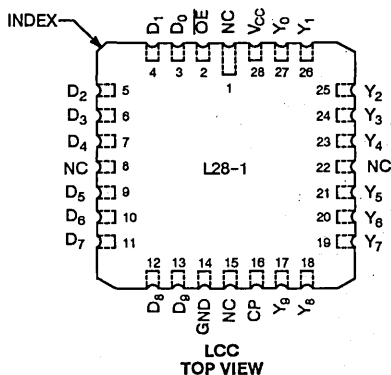 INDEX
D1 D0 OE NC VCC Y0 Y1
4 3 2 1 28 27 26
D2 5 25 Y2
D3 6 24 Y3
D4 7 23 Y4
NC 8 L28-1 22 NC
D5 9 21 Y5
D6 10 20 Y6
D7 11 19 Y7
12 13 14 15 16 17 18
D8 D9 GND NC CP Y9 Y8
LCC
TOP VIEW